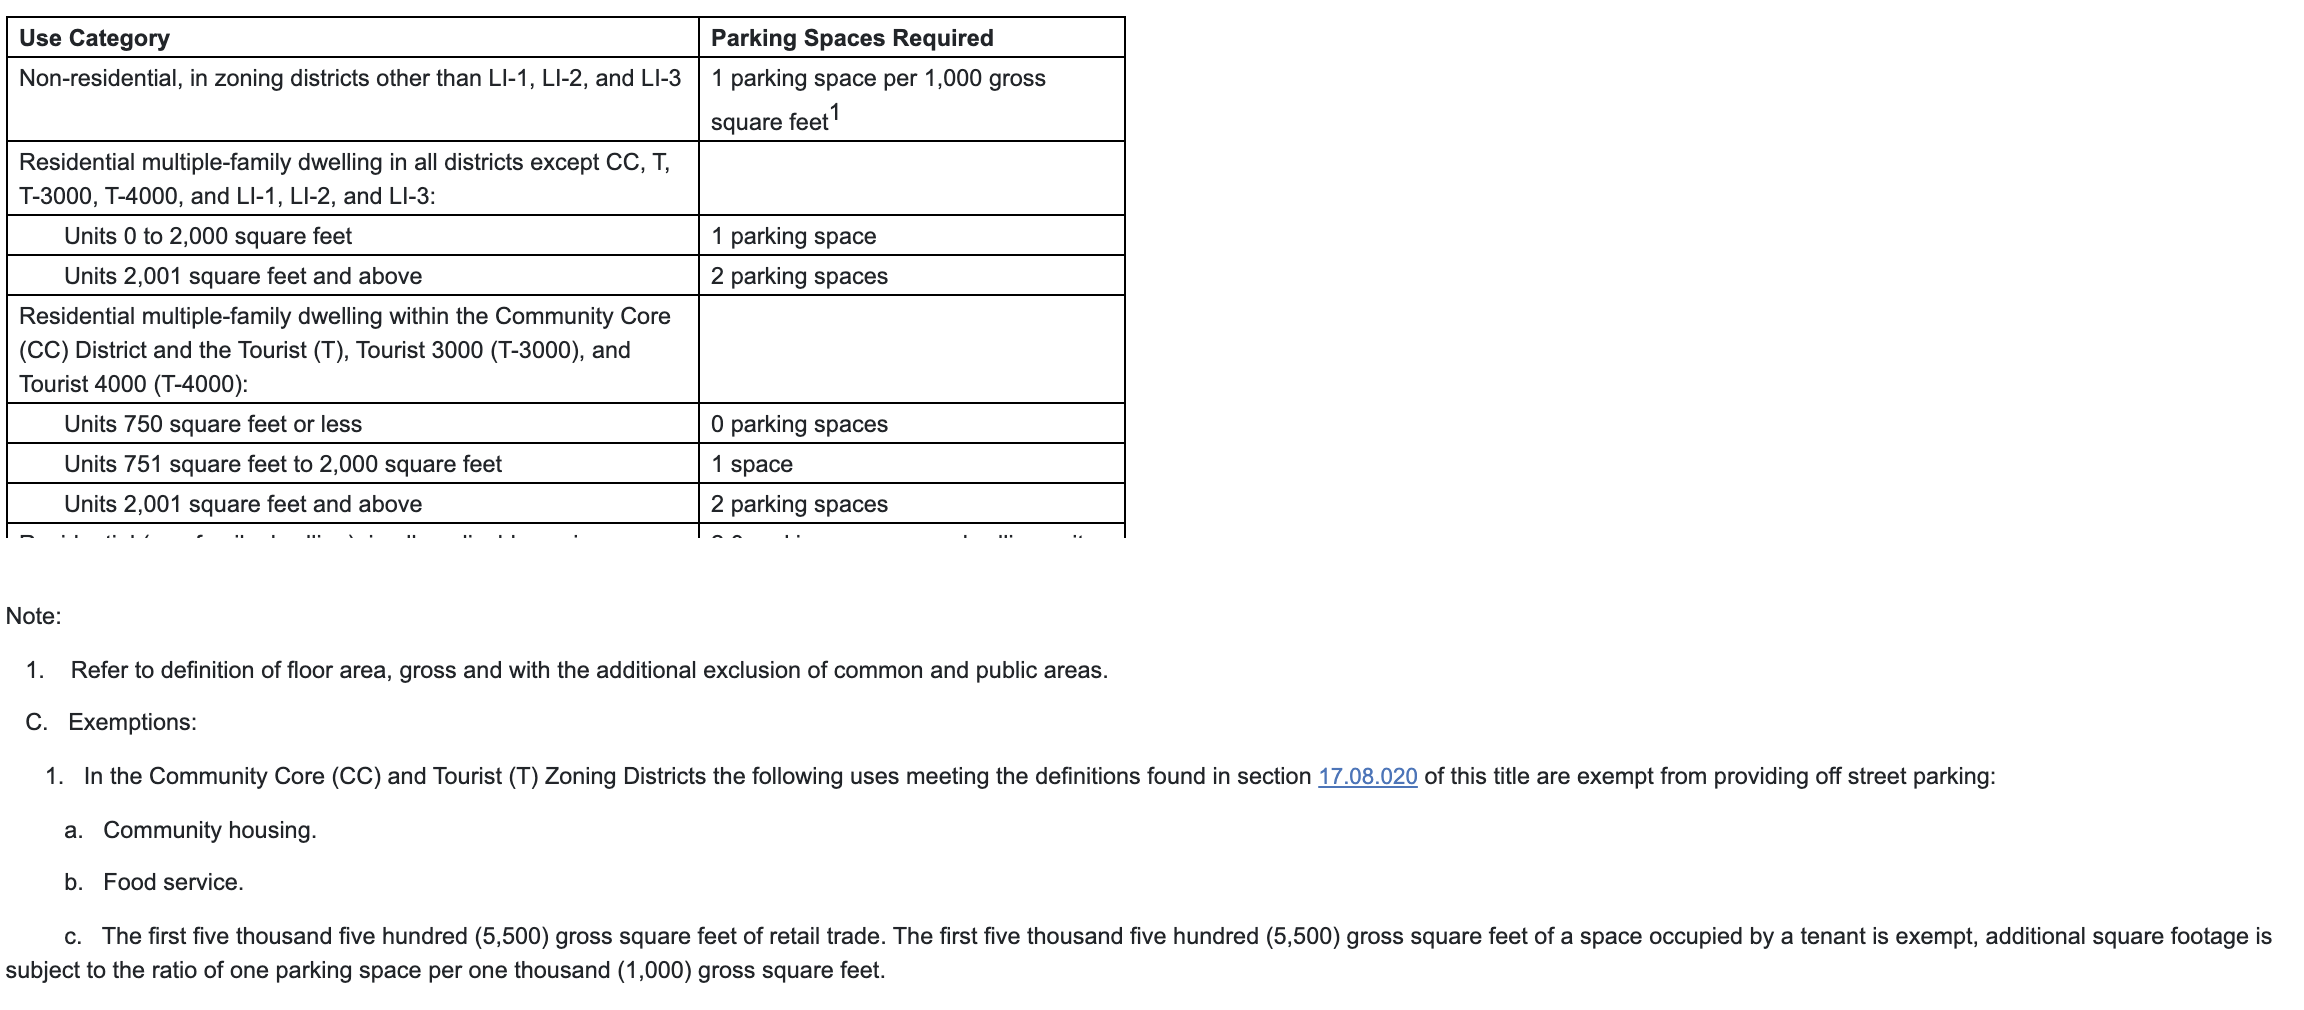 Use Category
Parking Spaces Required
Non-residential, in zoning districts other than LI-1, LI-2, and LI-3
1 parking space per 1,000 gross
square feet1
Residential multiple-family dwelling in all districts except CC, T,
T-3000, T-4000, and LI-1, LI-2, and LI-3:
Units 0 to 2,000 square feet
1 parking space
Units 2,001 square feet and above
2 parking spaces
Residential multiple-family dwelling within the Community Core
(CC) District and the Tourist (T), Tourist 3000 (T-3000), and
Tourist 4000 (T-4000):
Units 750 square feet or less
0 parking spaces
Units 751 square feet to 2,000 square feet
1 space
Units 2,001 square feet and above
2 parking spaces
Note:
1. Refer to definition of floor area, gross and with the additional exclusion of common and public areas.
C. Exemptions:
1. In the Community Core (CC) and Tourist (T) Zoning Districts the following uses meeting the definitions found in section 17.08.020 of this title are exempt from providing off street parking:
a. Community housing.
b. Food service.
c. The first five thousand five hundred (5,500) gross square feet of retail trade. The first five thousand five hundred (5,500) gross square feet of a space occupied by a tenant is exempt, additional square footage is
subject to the ratio of one parking space per one thousand (1,000) gross square feet.